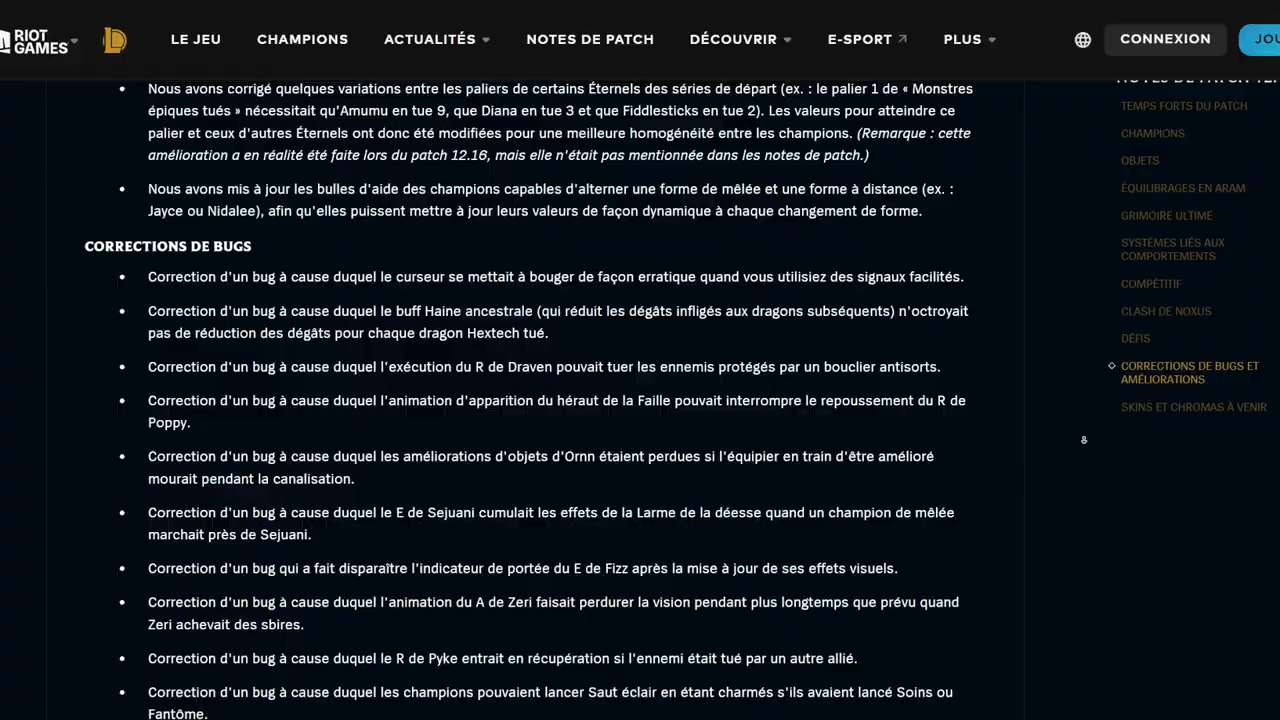 RIOT GAMES
LE JEU
CHAMPIONS
ACTUALITÉS
NOTES DE PATCH
DÉCOUVRIR
E-SPORT
PLUS
CONNEXION
Nous avons corrigé quelques variations entre les paliers de certains Éternels des séries de départ (ex. : le palier 1 de « Monstres
épiques tués » nécessitait qu'Amumu en tue 9, que Diana en tue 3 et que Fiddlesticks en tue 2). Les valeurs pour atteindre ce
palier et ceux d'autres Éternels ont donc été modifiées pour une meilleure homogénéité entre les champions. (Remarque : cette
amélioration a en réalité été faite lors du patch 12.16, mais elle n'était pas mentionnée dans les notes de patch.)
Nous avons mis à jour les bulles d'aide des champions capables d'alterner une forme de mêlée et une forme à distance (ex. :
Jayce ou Nidalee), afin qu'elles puissent mettre à jour leurs valeurs de façon dynamique à chaque changement de forme.
CORRECTIONS DE BUGS
Correction d'un bug à cause duquel le curseur se mettait à bouger de façon erratique quand vous utilisiez des signaux facilités.
Correction d'un bug à cause duquel le buff Haine ancestrale (qui réduit les dégâts infligés aux dragons subséquents) n'octroyait
pas de réduction des dégâts pour chaque dragon Hextech tué.
Correction d'un bug à cause duquel l'exécution du R de Draven pouvait tuer les ennemis protégés par un bouclier antisorts.
Correction d'un bug à cause duquel l'animation d'apparition du héraut de la Faille pouvait interrompre le repoussement du R de
Poppy.
Correction d'un bug à cause duquel les améliorations d'objets d'Ornn étaient perdues si l'équipier en train d'être amélioré
mourait pendant la canalisation.
Correction d'un bug à cause duquel le E de Sejuani cumulait les effets de la Larme de la déesse quand un champion de mêlée
marchait près de Sejuani.
Correction d'un bug qui a fait disparaître l'indicateur de portée du E de Fizz après la mise à jour de ses effets visuels.
Correction d'un bug à cause duquel l'animation du A de Zeri faisait perdurer la vision pendant plus longtemps que prévu quand
Zeri achevait des sbires.
Correction d'un bug à cause duquel le R de Pyke entrait en récupération si l'ennemi était tué par un autre allié.
Correction d'un bug à cause duquel les champions pouvaient lancer Saut éclair en étant charmés s'ils avaient lancé Soins ou
Fantôme.
NOTES DE PATCH
TEMPS FORTS DU PATCH
CHAMPIONS
OBJETS
ÉQUILIBRAGES EN ARAM
GRIMOIRE ULTIME
SYSTÈMES LIÉS AUX
COMPORTEMENTS
COMPÉTITIF
CLASH DE NOXUS
DÉFIS
CORRECTIONS DE BUGS ET
AMÉLIORATIONS
SKINS ET CHROMAS À VENIR